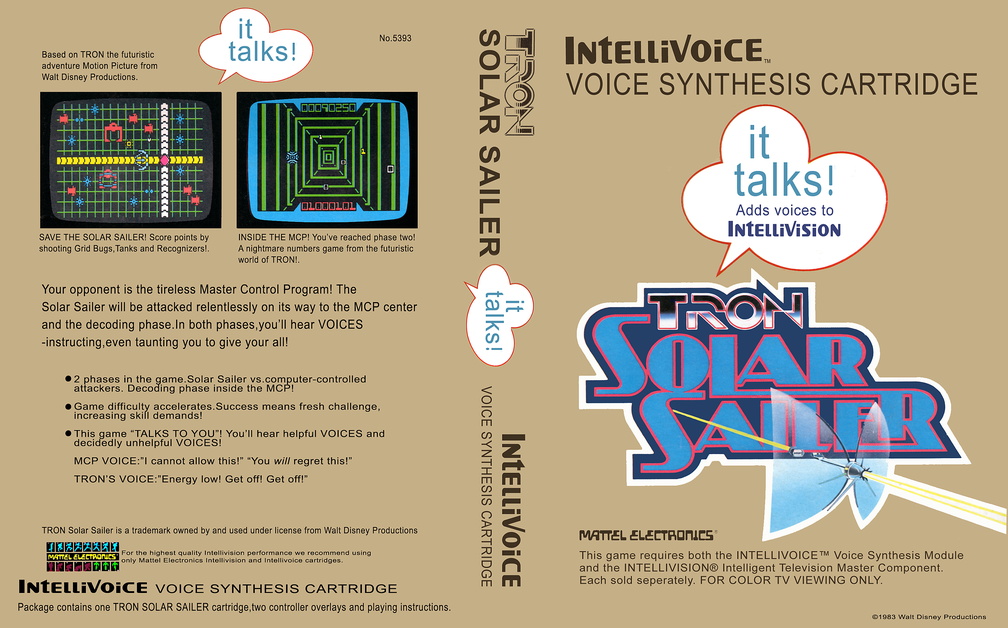 Based on TRON the futuristic
adventure Motion Picture from
Walt Disney Productions.
it
talks!
No.5393
00090250
SAVE THE SOLAR SAILER! Score points by
shooting Grid Bugs,Tanks and Recognizers!.
INSIDE THE MCP! You've reached phase two!
A nightmare numbers game from the futuristic
world of TRON!.
Your opponent is the tireless Master Control Program! The
Solar Sailer will be attacked relentlessly on its way to the MCP center
and the decoding phase.In both phases,you'll hear VOICES
-instructing,even taunting you to give your all!
● 2 phases in the game.Solar Sailer vs.computer-controlled
attackers. Decoding phase inside the MCP!
● Game difficulty accelerates.Success means fresh challenge,
increasing skill demands!
● This game “TALKS TO YOU”! You'll hear helpful VOICES and
decidedly unhelpful VOICES!
MCP VOICE:"I cannot allow this!" “You will regret this!”
TRON'S VOICE:"Energy low! Get off! Get off!"
TRON Solar Sailer is a trademark owned by and used under license from Walt Disney Productions
MATTEL ELECTRONICS
For the highest quality Intellivision performance we recommend using
only Mattel Electronics Intellivision and Intellivoice cartridges.
INTELLIVOICE VOICE SYNTHESIS CARTRIDGE
Package contains one TRON SOLAR SAILER cartridge,two controller overlays and playing instructions.
TRON
SOLAR SAILER
it
talks!
INTELLIVOICE
VOICE SYNTHESIS CARTRIDGE
INTELLIVOICE™
VOICE SYNTHESIS CARTRIDGE
it
talks!
Adds voices to
INTELLIVISION
TRON
SOLAR
SAILER
MATTEL ELECTRONICS®
This game requires both the INTELLIVOICE™ Voice Synthesis Module
and the INTELLIVISION® Intelligent Television Master Component.
Each sold seperately. FOR COLOR TV VIEWING ONLY.
©1983 Walt Disney Productions